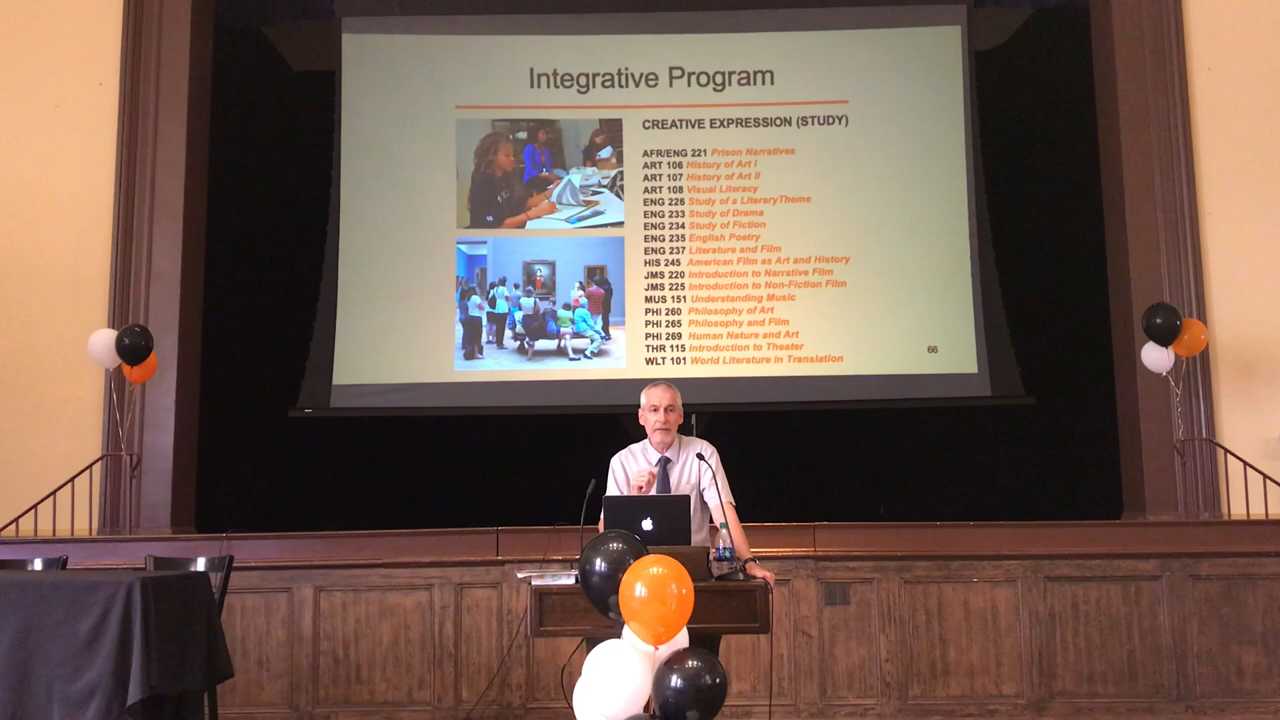 Integrative Program
CREATIVE EXPRESSION (STUDY)
AFR/ENG 221 Prison Narratives
ART 106 History of Art I
ART 107 History of Art II
ART 108 Visual Literacy
ENG 226 Study of a LiteraryTheme
ENG 233 Study of Drama
ENG 234 Study of Fiction
ENG 235 English Poetry
ENG 237 Literature and Film
HIS 245 American Film as Art and History
JMS 220 Introduction to Narrative Film
JMS 225 Introduction to Non-Fiction Film
MUS 151 Understanding Music
PHI 260 Philosophy of Art
PHI 265 Philosophy and Film
PHI 269 Human Nature and Art
THR 115 Introduction to Theater
WLT 101 World Literature in Translation
66